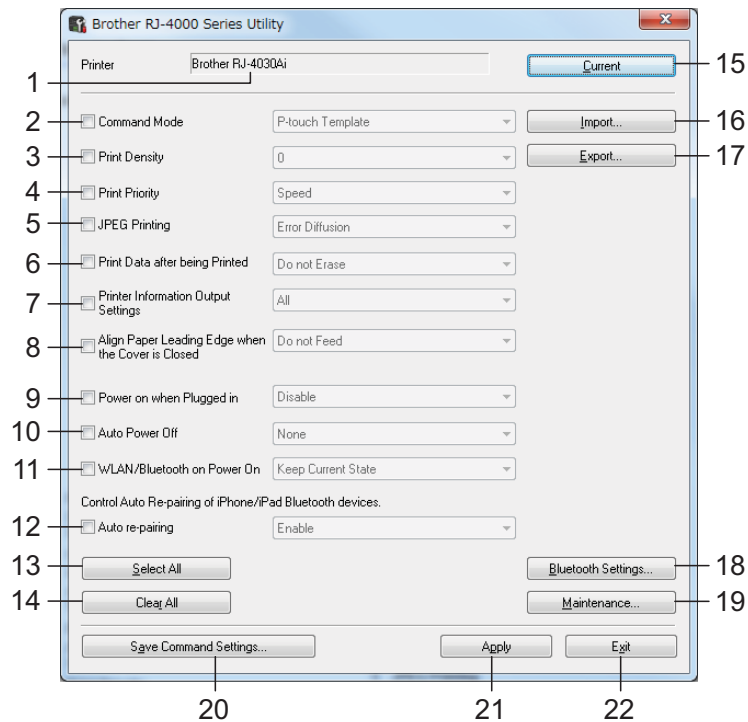 Brother RJ-4000 Series Utility
Printer Brother RJ-4030Ai Current 15
1
2 Command Mode P-touch Template Import... 16
3 Print Density 0 Export... 17
4 Print Priority Speed
5 JPEG Printing Error Diffusion
6 Print Data after being Printed Do not Erase
7 Printer Information Output Settings All
8 Align Paper Leading Edge when the Cover is Closed Do not Feed
9 Power on when Plugged in Disable
10 Auto Power Off None
11 WLAN/Bluetooth on Power On Keep Current State
Control Auto Re-pairing of iPhone/iPad Bluetooth devices.
12 Auto re-pairing Enable
13 Select All Bluetooth Settings... 18
14 Clear All Maintenance... 19
Save Command Settings... Apply Exit
20 21 22